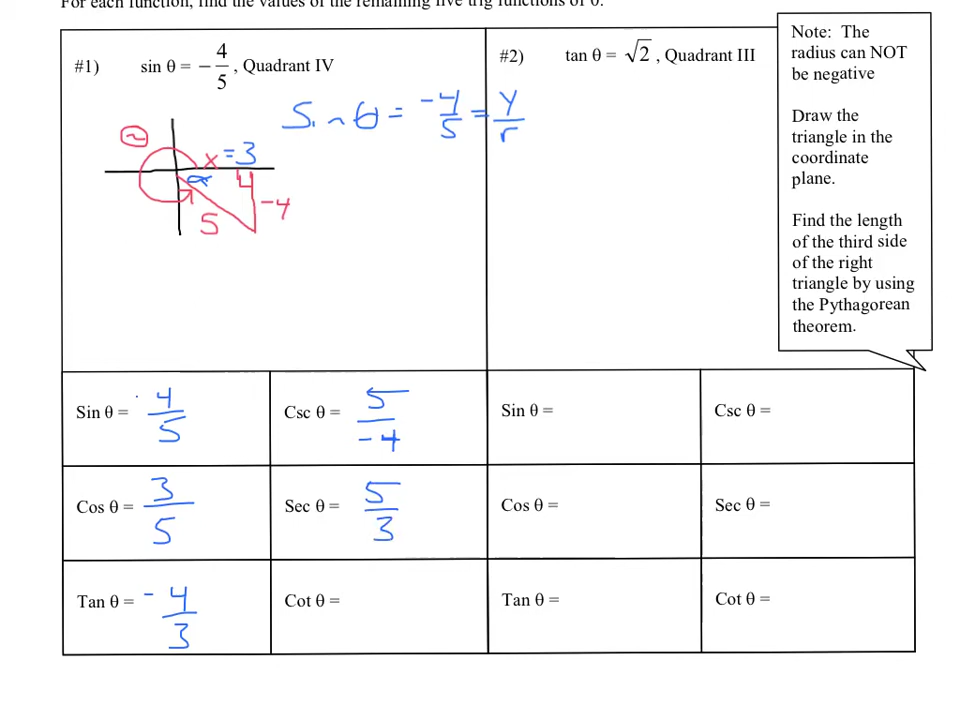 For each function, find the values of the remaining five trig functions of θ.
#1) sin θ = −4/5 , Quadrant IV
#2) tan θ = √2 , Quadrant III
Note: The
radius can NOT
be negative
Draw the
triangle in the
coordinate
plane.
Find the length
of the third side
of the right
triangle by using
the Pythagorean
theorem.
Sin θ = -4/5 = y/r
x = 3
α
-4
5
Sin θ = 4/5
Csc θ = 5/-4
Sin θ =
Csc θ =
Cos θ = 3/5
Sec θ = 5/3
Cos θ =
Sec θ =
Tan θ = -4/3
Cot θ =
Tan θ =
Cot θ =